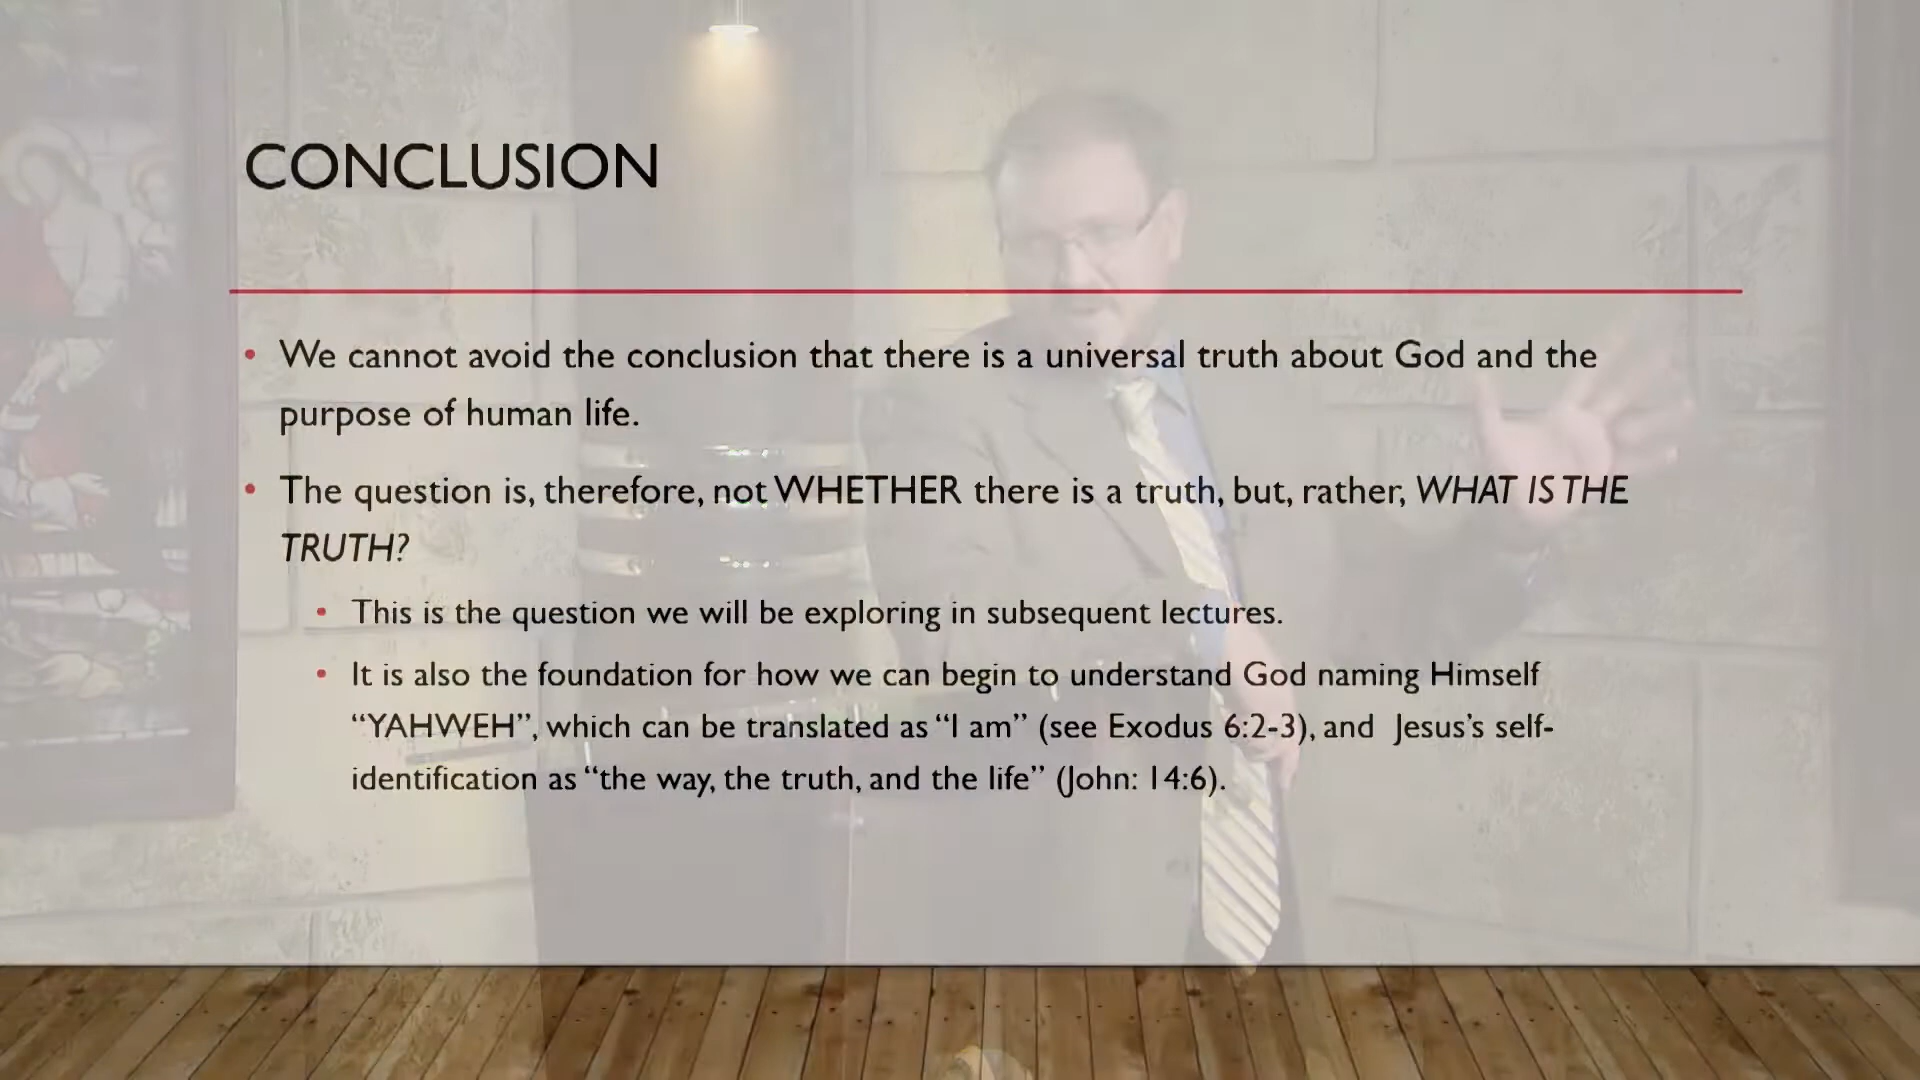 CONCLUSION
• We cannot avoid the conclusion that there is a universal truth about God and the
purpose of human life.
• The question is, therefore, not WHETHER there is a truth, but, rather, WHAT IS THE
TRUTH?
• This is the question we will be exploring in subsequent lectures.
• It is also the foundation for how we can begin to understand God naming Himself
“YAHWEH”, which can be translated as “I am” (see Exodus 6:2-3), and Jesus’s self-
identification as “the way, the truth, and the life” (John: 14:6).